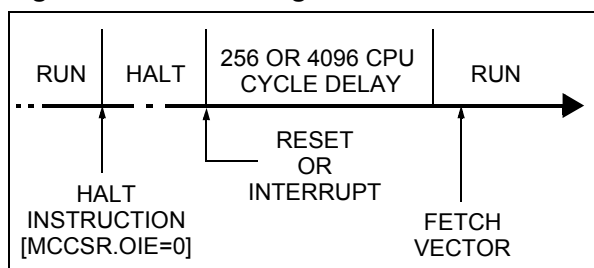 RUN
HALT
256 OR 4096 CPU
CYCLE DELAY
RUN
RESET
OR
INTERRUPT
HALT
INSTRUCTION
[MCCSR.OIE=0]
FETCH
VECTOR